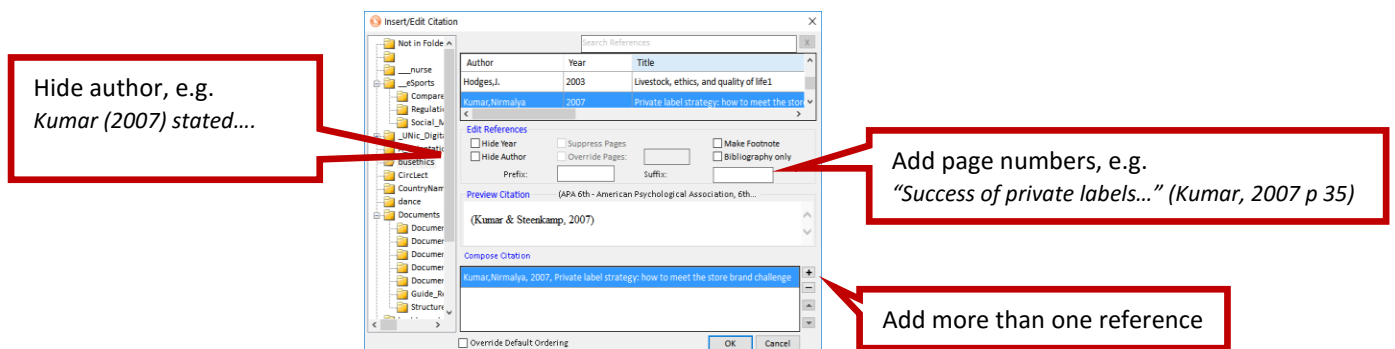 Insert/Edit Citation
Search References
X
Not in Folde
__nurse
__eSports
Compare
Regulati
Social_M
_UNic_Digit
busethics
CircLect
CountryNam
dance
Documents
Documer
Documer
Documer
Documer
Guide_R
Structure
Author Year Title
Hodges,J. 2003 Livestock, ethics, and quality of life1
Kumar,Nirmalya 2007 Private label strategy: how to meet the stor
Edit References
Hide Year Suppress Pages Make Footnote
Hide Author Override Pages: Bibliography only
Prefix: Suffix:
Preview Citation (APA 6th - American Psychological Association, 6th...
(Kumar & Steenkamp, 2007)
Compose Citation
Kumar,Nirmalya, 2007, Private label strategy: how to meet the store brand challenge
Override Default Ordering OK Cancel
Hide author, e.g.
Kumar (2007) stated….
Add page numbers, e.g.
“Success of private labels…” (Kumar, 2007 p 35)
Add more than one reference